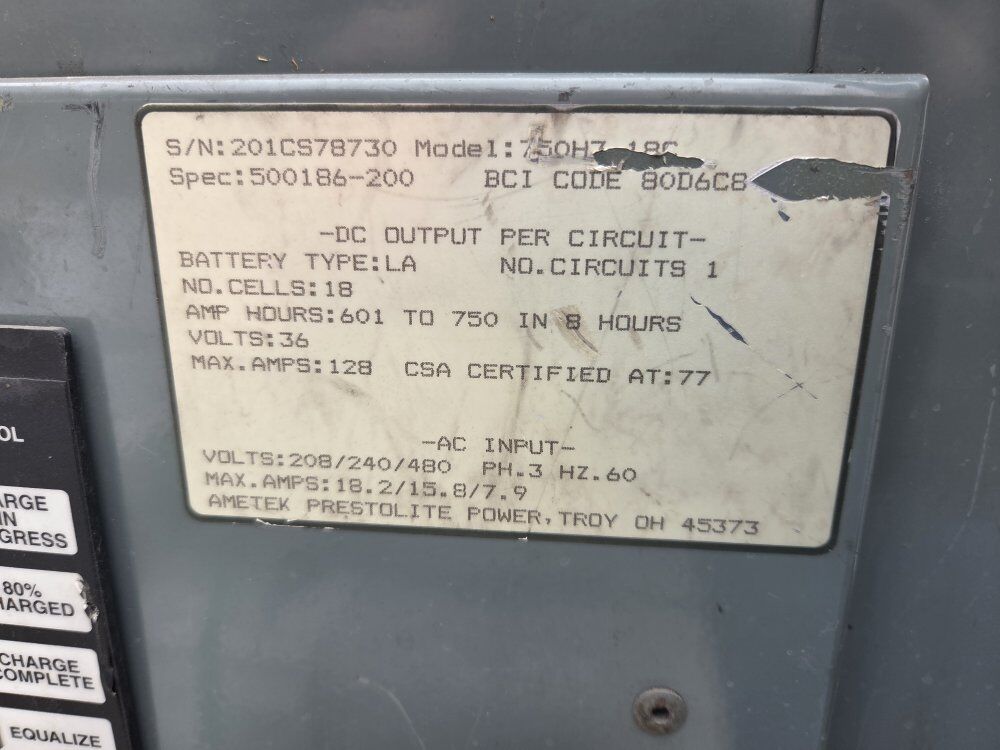 S/N:201CS78730 Model:750H3-18C
Spec:500186-200 BCI CODE 80D6C8
-DC OUTPUT PER CIRCUIT-
BATTERY TYPE:LA NO.CIRCUITS 1
NO.CELLS:18
AMP HOURS:601 TO 750 IN 8 HOURS
VOLTS:36
MAX.AMPS:128 CSA CERTIFIED AT:77
-AC INPUT-
VOLTS:208/240/480 PH.3 HZ.60
MAX.AMPS:18.2/15.8/7.9
AMETEK PRESTOLITE POWER,TROY OH 45373
OL
ARGE
IN
GRESS
80%
HARGED
CHARGE
COMPLETE
EQUALIZE